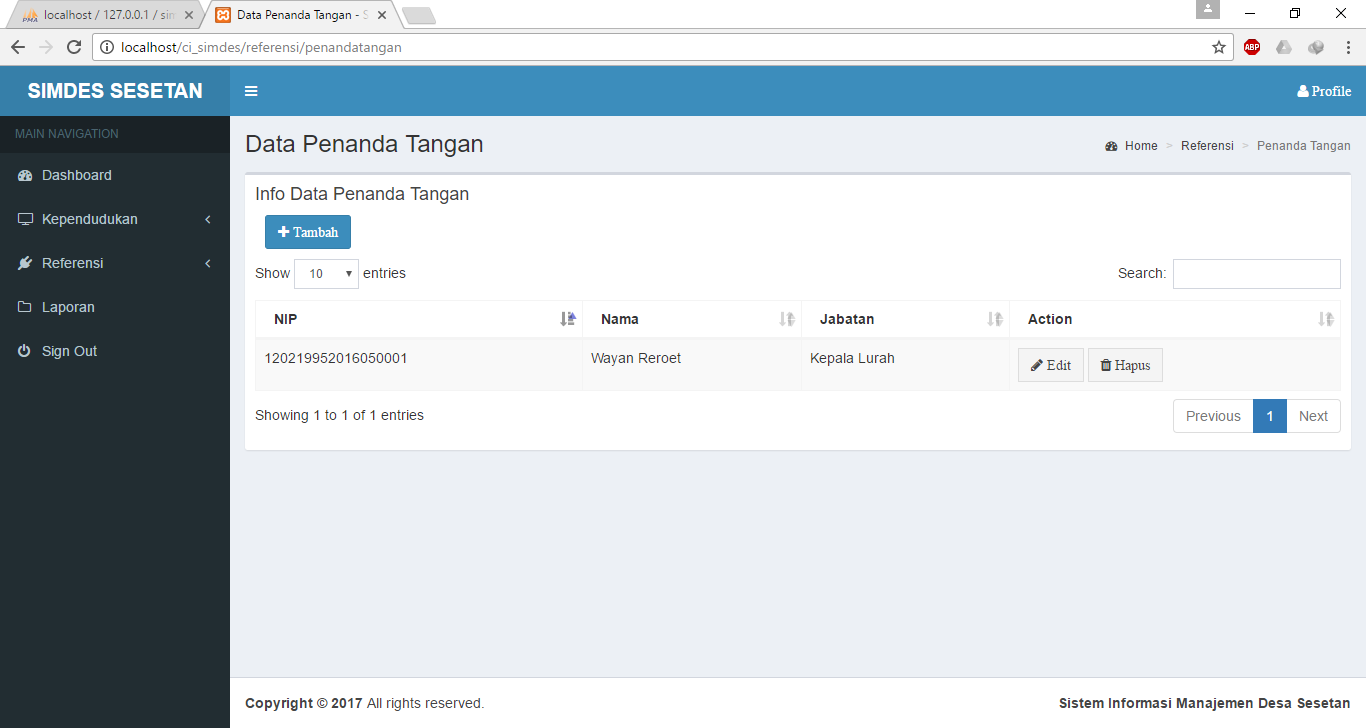 localhost / 127.0.0.1 / sim
Data Penanda Tangan - S
localhost/ci_simdes/referensi/penandatangan
ABP
SIMDES SESETAN
Profile
MAIN NAVIGATION
Dashboard
Kependudukan
Referensi
Laporan
Sign Out
Data Penanda Tangan
Home > Referensi > Penanda Tangan
Info Data Penanda Tangan
Tambah
Show 10 entries
Search:
NIP Nama Jabatan Action
120219952016050001 Wayan Reroet Kepala Lurah Edit Hapus
Showing 1 to 1 of 1 entries
Previous 1 Next
Copyright © 2017 All rights reserved.
Sistem Informasi Manajemen Desa Sesetan